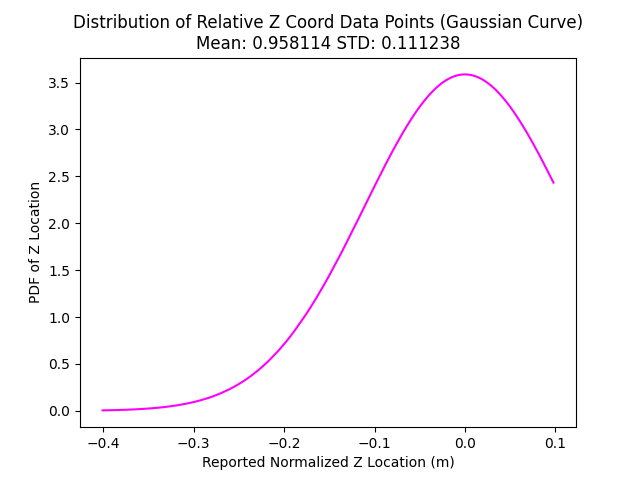 Distribution of Relative Z Coord Data Points (Gaussian Curve)
Mean: 0.958114 STD: 0.111238
3.5
3.0
2.5
2.0
1.5
1.0
0.5
0.0
PDF of Z Location
−0.4 −0.3 −0.2 −0.1 0.0 0.1
Reported Normalized Z Location (m)